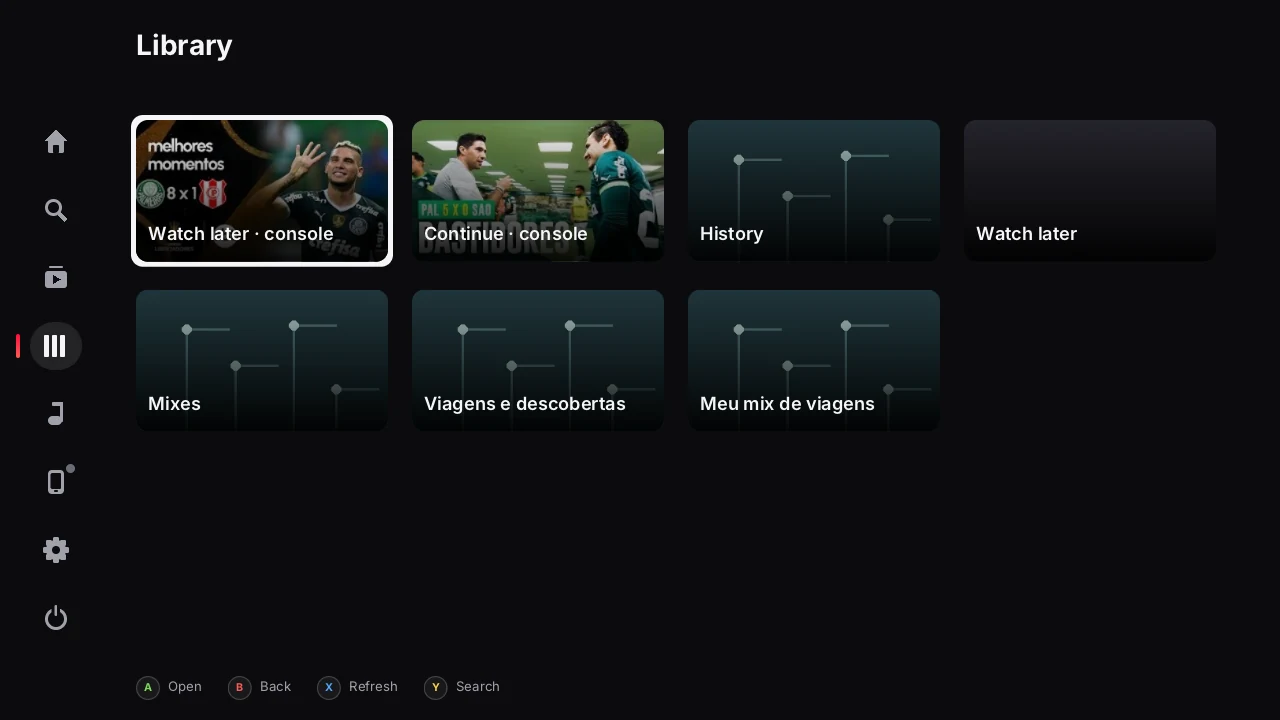 Library
melhores
momentos
8 x 1
Watch later · console
PAL 5 X 0 SAO
BASTIDORES
Continue · console
History
Watch later
Mixes
Viagens e descobertas
Meu mix de viagens
A Open B Back X Refresh Y Search